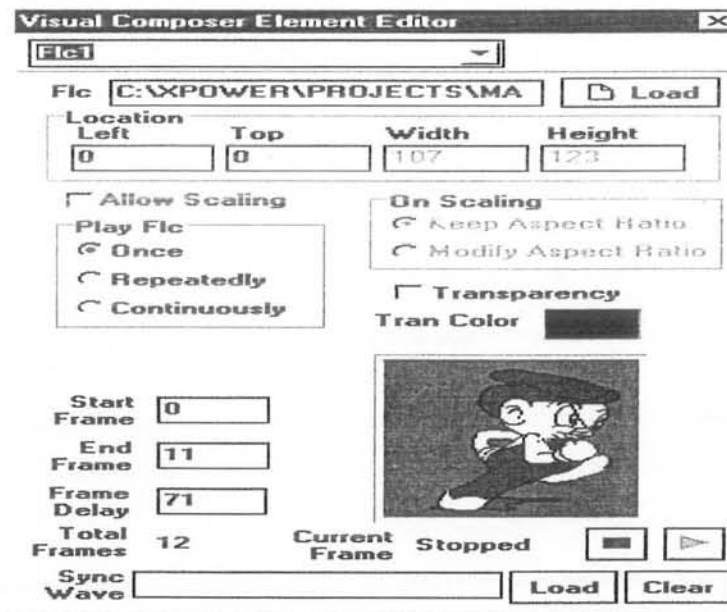 Visual Composer Element Editor
Flc1
Flc C:\XPOWER\PROJECTS\MA Load
Location
Left Top Width Height
0 0 107 123
Allow Scaling
On Scaling
Keep Aspect Ratio
Modify Aspect Ratio
Play Flc
Once
Repeatedly
Continuously
Transparency
Tran Color
Start Frame 0
End Frame 11
Frame Delay 71
Total Frames 12
Current Frame Stopped
Sync Wave Load Clear